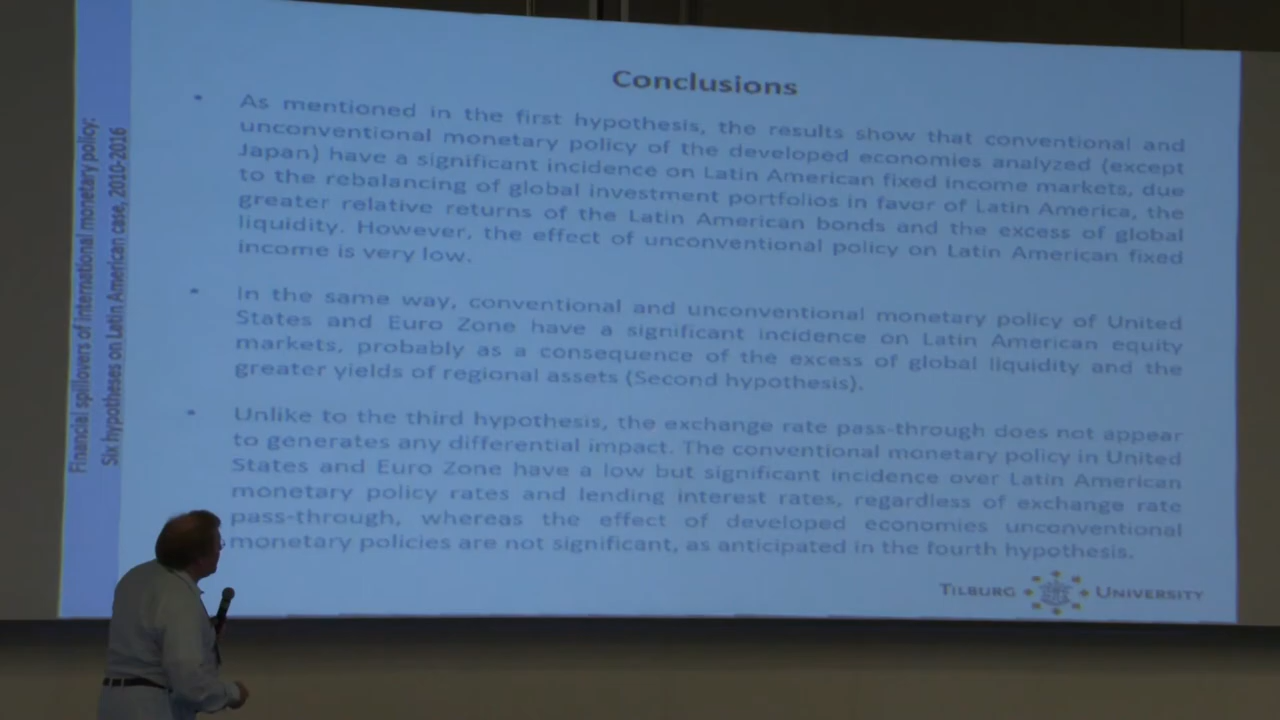 Financial spillovers of international monetary policy:
Six hypotheses on Latin American case, 2010-2016
Conclusions
• As mentioned in the first hypothesis, the results show that conventional and
unconventional monetary policy of the developed economies analyzed (except
Japan) have a significant incidence on Latin American fixed income markets, due
to the rebalancing of global investment portfolios in favor of Latin America, the
greater relative returns of the Latin American bonds and the excess of global
liquidity. However, the effect of unconventional policy on Latin American fixed
income is very low.
• In the same way, conventional and unconventional monetary policy of United
States and Euro Zone have a significant incidence on Latin American equity
markets, probably as a consequence of the excess of global liquidity and the
greater yields of regional assets (Second hypothesis).
• Unlike to the third hypothesis, the exchange rate pass-through does not appear
to generates any differential impact. The conventional monetary policy in United
States and Euro Zone have a low but significant incidence over Latin American
monetary policy rates and lending interest rates, regardless of exchange rate
pass-through, whereas the effect of developed economies unconventional
monetary policies are not significant, as anticipated in the fourth hypothesis.
TILBURG UNIVERSITY